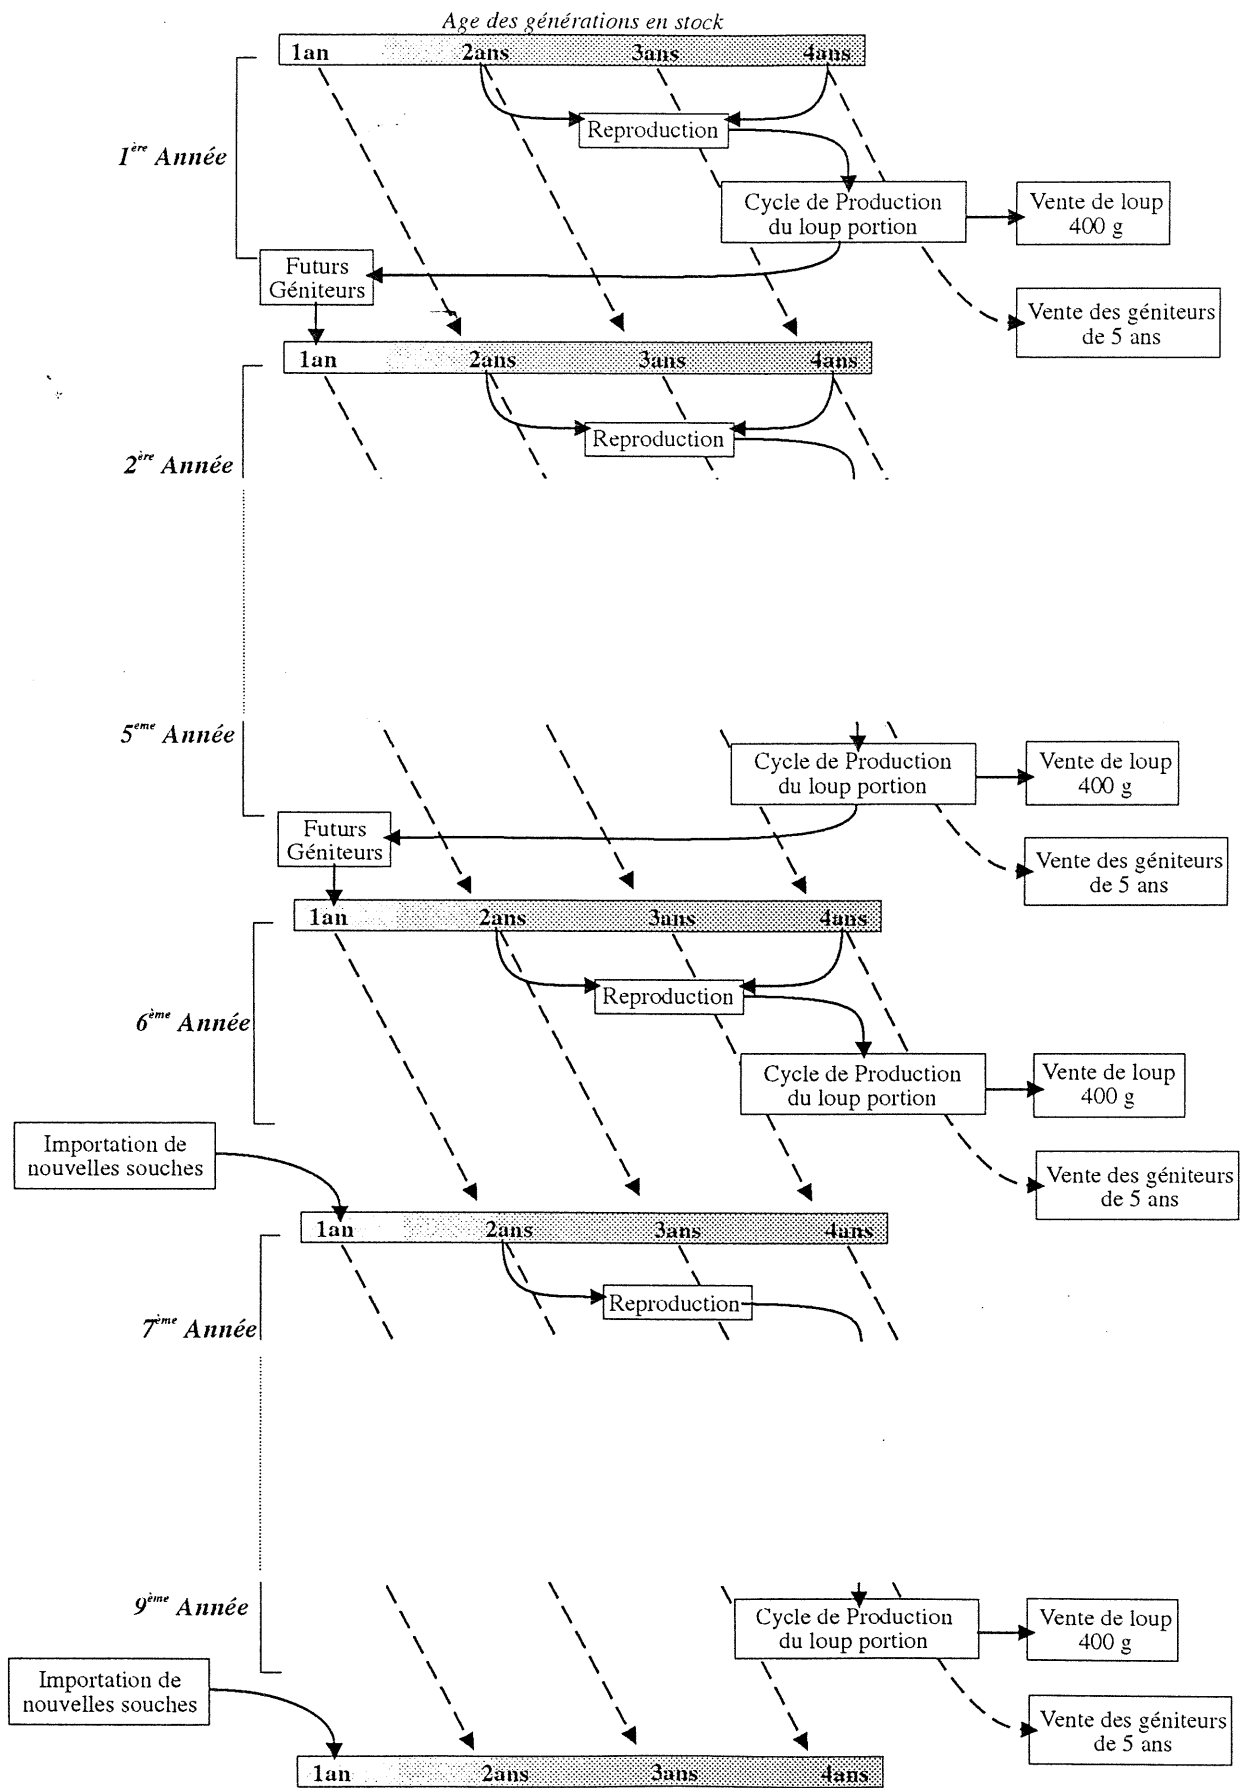 Age des générations en stock
1an 2ans 3ans 4ans
Reproduction
1ère Année
Cycle de Production
du loup portion
Vente de loup
400 g
Futurs
Géniteurs
Vente des géniteurs
de 5 ans
1an 2ans 3ans 4ans
Reproduction
2ère Année
5eme Année
Cycle de Production
du loup portion
Vente de loup
400 g
Futurs
Géniteurs
Vente des géniteurs
de 5 ans
1an 2ans 3ans 4ans
Reproduction
6ème Année
Cycle de Production
du loup portion
Vente de loup
400 g
Importation de
nouvelles souches
Vente des géniteurs
de 5 ans
1an 2ans 3ans 4ans
Reproduction
7ème Année
9ème Année
Cycle de Production
du loup portion
Vente de loup
400 g
Importation de
nouvelles souches
Vente des géniteurs
de 5 ans
1an 2ans 3ans 4ans